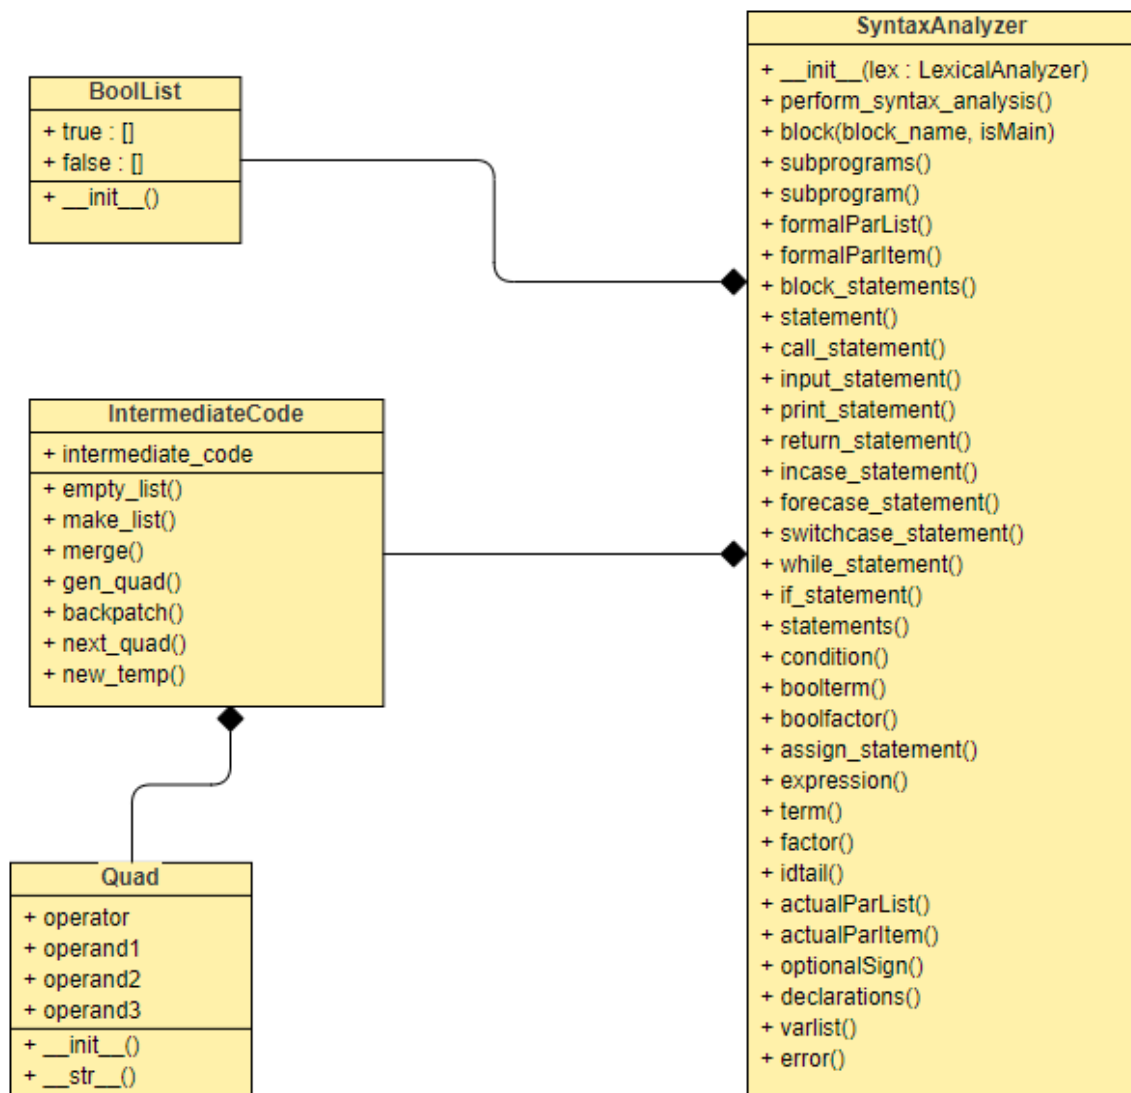 BoolList
+ true : []
+ false : []
+ __init__()
IntermediateCode
+ intermediate_code
+ empty_list()
+ make_list()
+ merge()
+ gen_quad()
+ backpatch()
+ next_quad()
+ new_temp()
Quad
+ operator
+ operand1
+ operand2
+ operand3
+ __init__()
+ __str__()
SyntaxAnalyzer
+ __init__(lex : LexicalAnalyzer)
+ perform_syntax_analysis()
+ block(block_name, isMain)
+ subprograms()
+ subprogram()
+ formalParList()
+ formalParItem()
+ block_statements()
+ statement()
+ call_statement()
+ input_statement()
+ print_statement()
+ return_statement()
+ incase_statement()
+ forecase_statement()
+ switchcase_statement()
+ while_statement()
+ if_statement()
+ statements()
+ condition()
+ boolterm()
+ boolfactor()
+ assign_statement()
+ expression()
+ term()
+ factor()
+ idtail()
+ actualParList()
+ actualParItem()
+ optionalSign()
+ declarations()
+ varlist()
+ error()